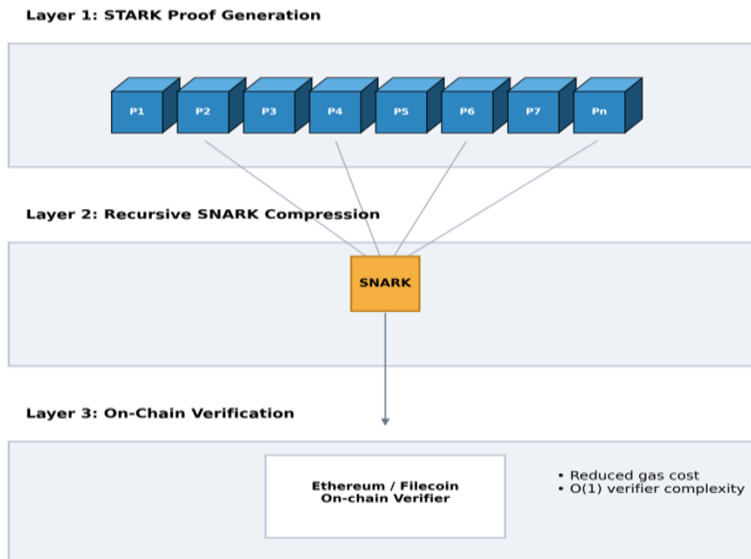 Layer 1: STARK Proof Generation
P1 P2 P3 P4 P5 P6 P7 Pn
Layer 2: Recursive SNARK Compression
SNARK
Layer 3: On-Chain Verification
Ethereum / Filecoin
On-chain Verifier
• Reduced gas cost
• O(1) verifier complexity